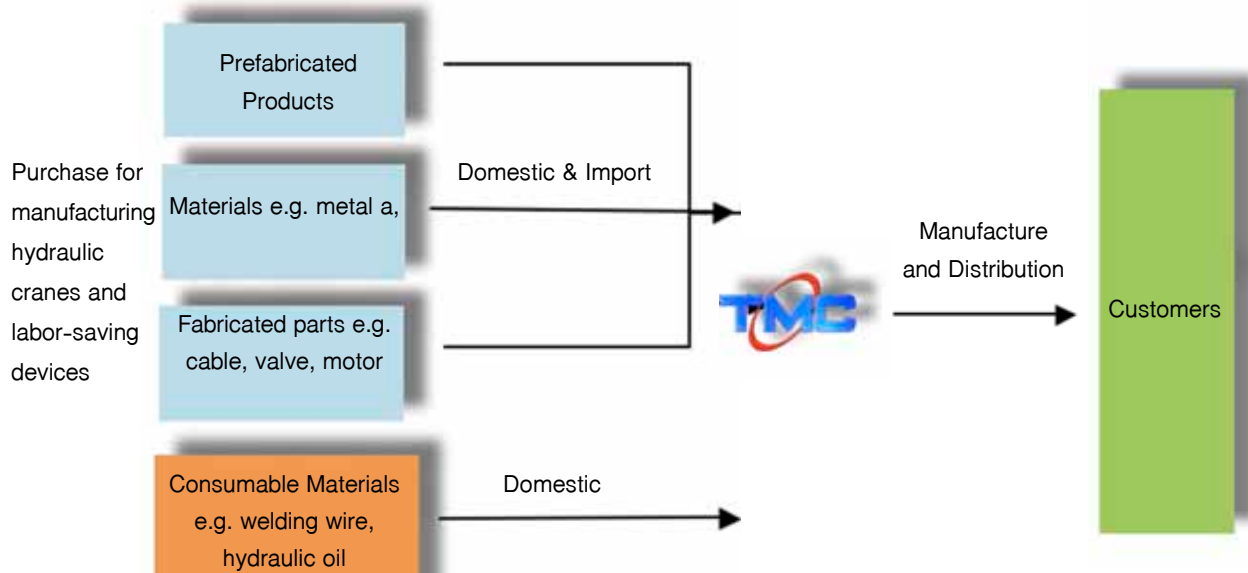 Purchase for
manufacturing
hydraulic
cranes and
labor-saving
devices
Prefabricated
Products
Materials e.g. metal a,
Fabricated parts e.g.
cable, valve, motor
Consumable Materials
e.g. welding wire,
hydraulic oil
Domestic & Import
Domestic
TMC
Manufacture
and Distribution
Customers